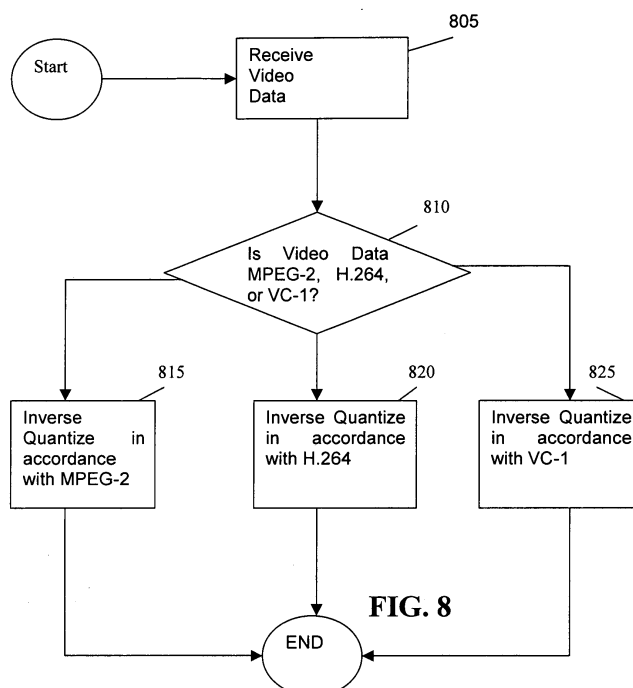 805
Start
Receive
Video
Data
810
Is Video Data
MPEG-2, H.264,
or VC-1?
815
820
825
Inverse
Quantize in
accordance
with MPEG-2
Inverse Quantize
in accordance
with H.264
Inverse Quantize
in accordance
with VC-1
FIG. 8
END